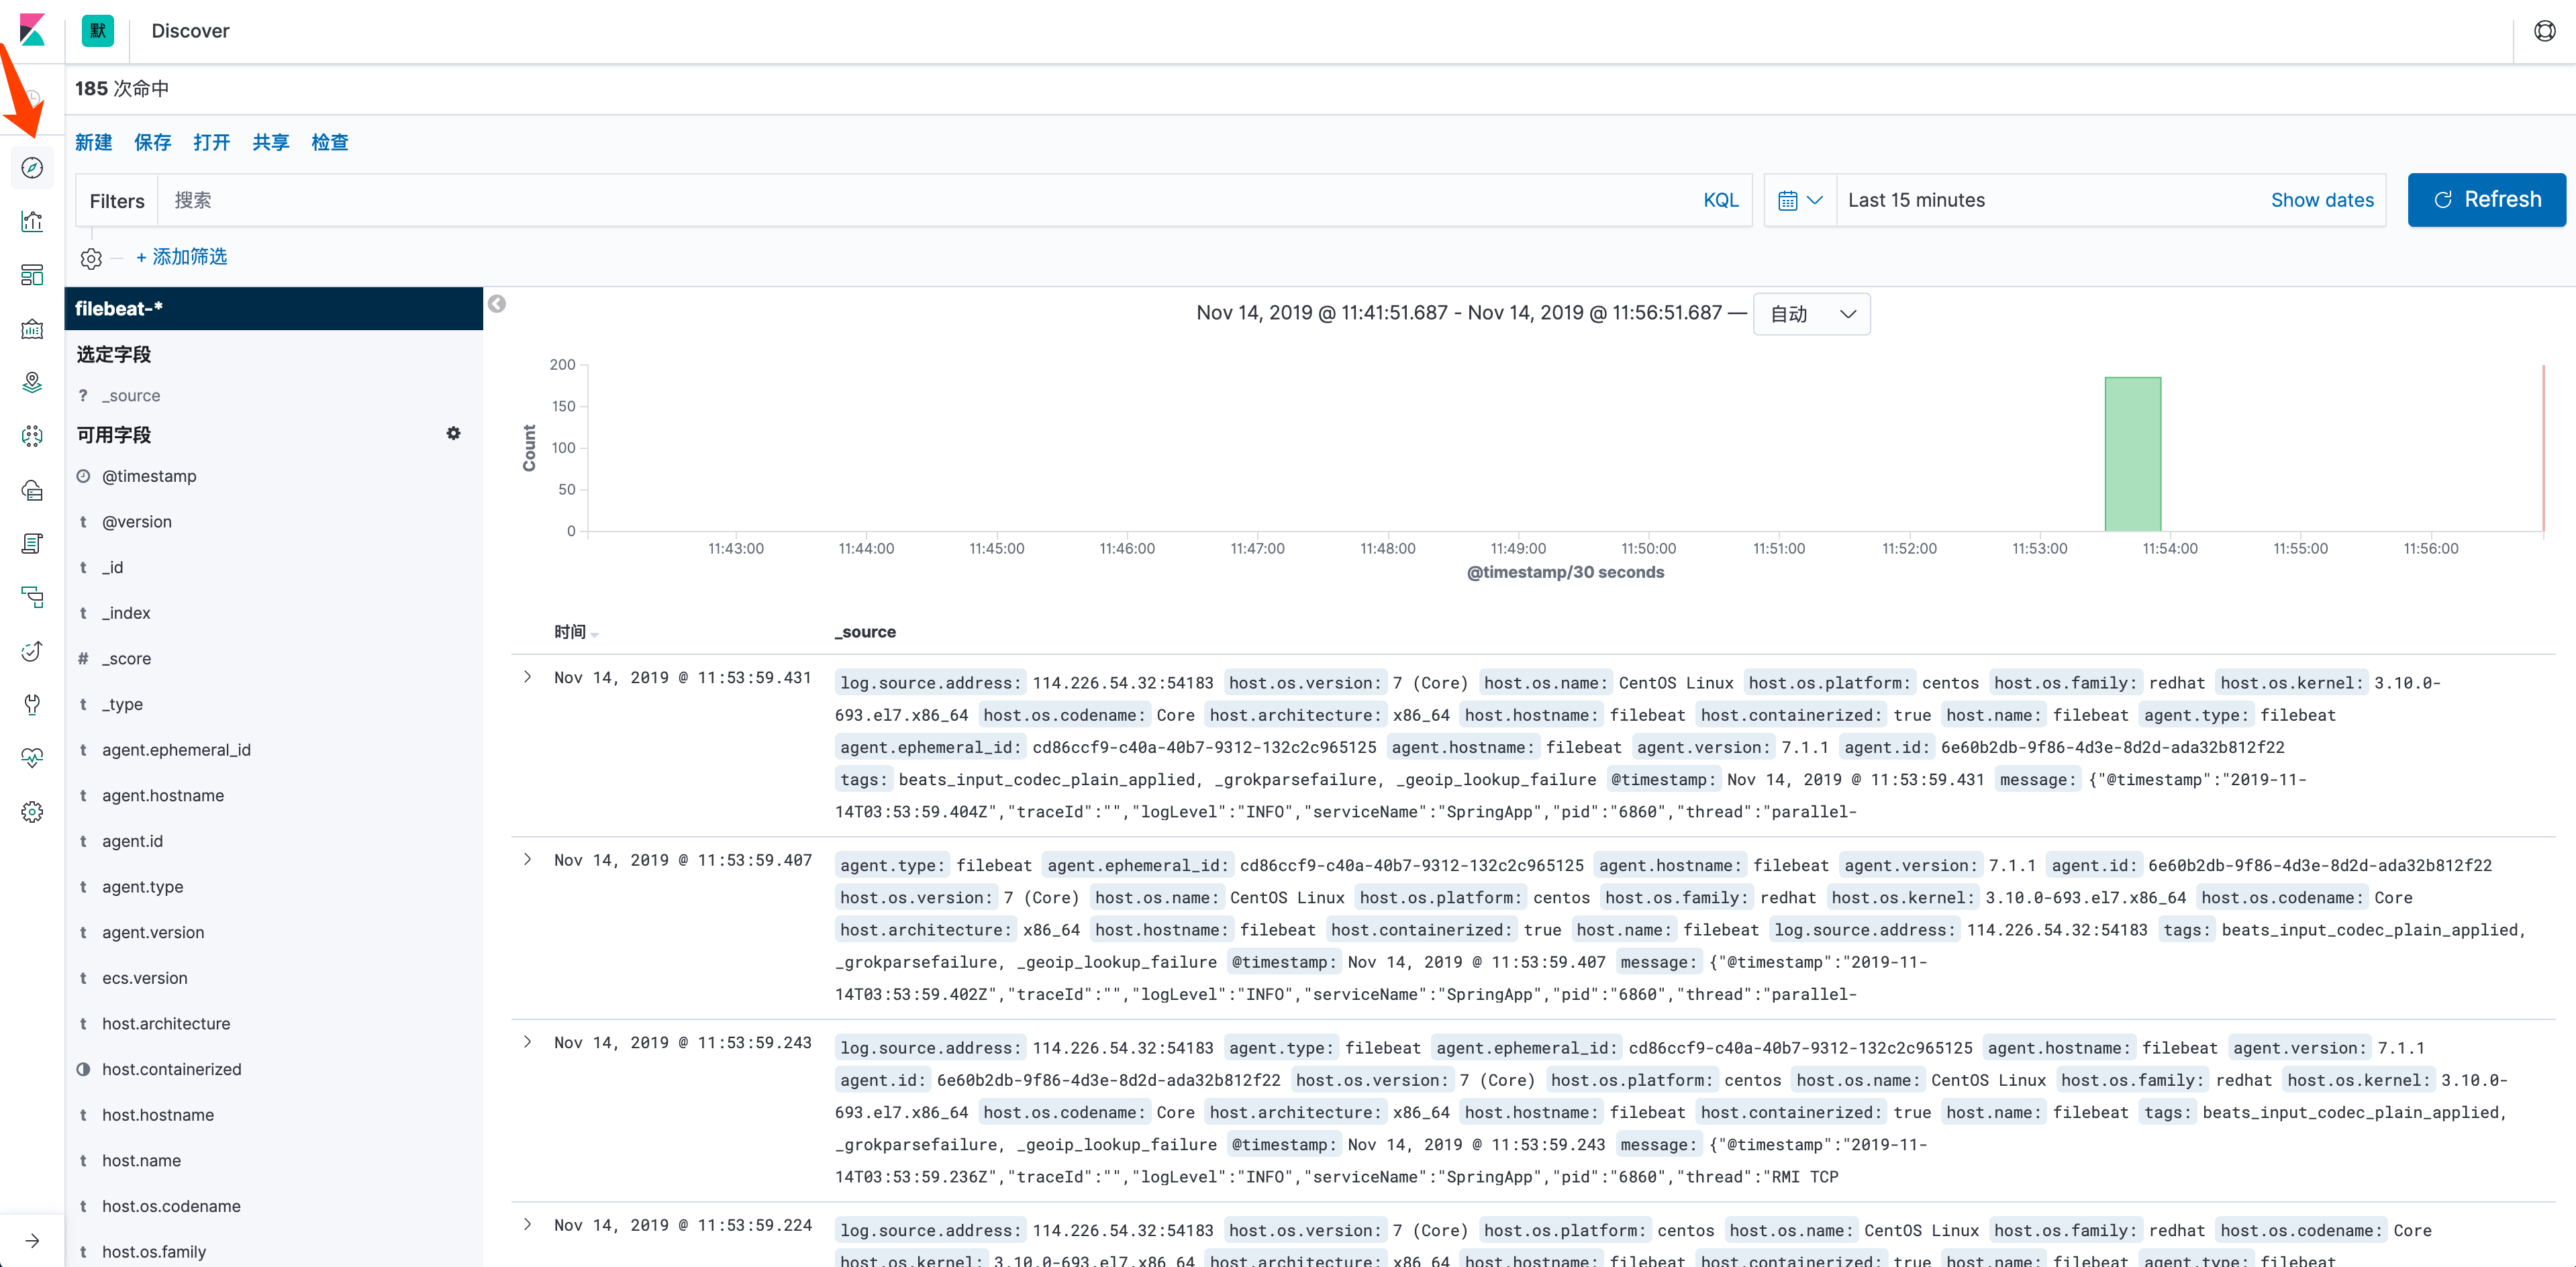 默 Discover
185 次命中
新建 保存 打开 共享 检查
Filters 搜索 KQL Last 15 minutes Show dates Refresh
+ 添加筛选
filebeat-*
选定字段
? _source
可用字段
@timestamp
t @version
t _id
t _index
# _score
t _type
t agent.ephemeral_id
t agent.hostname
t agent.id
t agent.type
t agent.version
t ecs.version
t host.architecture
host.containerized
t host.hostname
t host.name
t host.os.codename
t host.os.family
Nov 14, 2019 @ 11:41:51.687 - Nov 14, 2019 @ 11:56:51.687 — 自动
Count
200
150
100
50
0
11:43:00 11:44:00 11:45:00 11:46:00 11:47:00 11:48:00 11:49:00 11:50:00 11:51:00 11:52:00 11:53:00 11:54:00 11:55:00 11:56:00
@timestamp/30 seconds
时间 _source
Nov 14, 2019 @ 11:53:59.431 log.source.address: 114.226.54.32:54183 host.os.version: 7 (Core) host.os.name: CentOS Linux host.os.platform: centos host.os.family: redhat host.os.kernel: 3.10.0-
693.el7.x86_64 host.os.codename: Core host.architecture: x86_64 host.hostname: filebeat host.containerized: true host.name: filebeat agent.type: filebeat
agent.ephemeral_id: cd86ccf9-c40a-40b7-9312-132c2c965125 agent.hostname: filebeat agent.version: 7.1.1 agent.id: 6e60b2db-9f86-4d3e-8d2d-ada32b812f22
tags: beats_input_codec_plain_applied, _grokparsefailure, _geoip_lookup_failure @timestamp: Nov 14, 2019 @ 11:53:59.431 message: {"@timestamp":"2019-11-
14T03:53:59.404Z","traceId":"","logLevel":"INFO","serviceName":"SpringApp","pid":"6860","thread":"parallel-
Nov 14, 2019 @ 11:53:59.407 agent.type: filebeat agent.ephemeral_id: cd86ccf9-c40a-40b7-9312-132c2c965125 agent.hostname: filebeat agent.version: 7.1.1 agent.id: 6e60b2db-9f86-4d3e-8d2d-ada32b812f22
host.os.version: 7 (Core) host.os.name: CentOS Linux host.os.platform: centos host.os.family: redhat host.os.kernel: 3.10.0-693.el7.x86_64 host.os.codename: Core
host.architecture: x86_64 host.hostname: filebeat host.containerized: true host.name: filebeat log.source.address: 114.226.54.32:54183 tags: beats_input_codec_plain_applied,
_grokparsefailure, _geoip_lookup_failure @timestamp: Nov 14, 2019 @ 11:53:59.407 message: {"@timestamp":"2019-11-
14T03:53:59.402Z","traceId":"","logLevel":"INFO","serviceName":"SpringApp","pid":"6860","thread":"parallel-
Nov 14, 2019 @ 11:53:59.243 log.source.address: 114.226.54.32:54183 agent.type: filebeat agent.ephemeral_id: cd86ccf9-c40a-40b7-9312-132c2c965125 agent.hostname: filebeat agent.version: 7.1.1
agent.id: 6e60b2db-9f86-4d3e-8d2d-ada32b812f22 host.os.version: 7 (Core) host.os.platform: centos host.os.name: CentOS Linux host.os.family: redhat host.os.kernel: 3.10.0-
693.el7.x86_64 host.os.codename: Core host.architecture: x86_64 host.hostname: filebeat host.containerized: true host.name: filebeat tags: beats_input_codec_plain_applied,
_grokparsefailure, _geoip_lookup_failure @timestamp: Nov 14, 2019 @ 11:53:59.243 message: {"@timestamp":"2019-11-
14T03:53:59.236Z","traceId":"","logLevel":"INFO","serviceName":"SpringApp","pid":"6860","thread":"RMI TCP
Nov 14, 2019 @ 11:53:59.224 log.source.address: 114.226.54.32:54183 host.os.version: 7 (Core) host.os.platform: centos host.os.name: CentOS Linux host.os.family: redhat host.os.codename: Core
host.os.kernel: 3.10.0-693.el7.x86_64 host.architecture: x86_64 host.hostname: filebeat host.containerized: true host.name: filebeat agent.type: filebeat